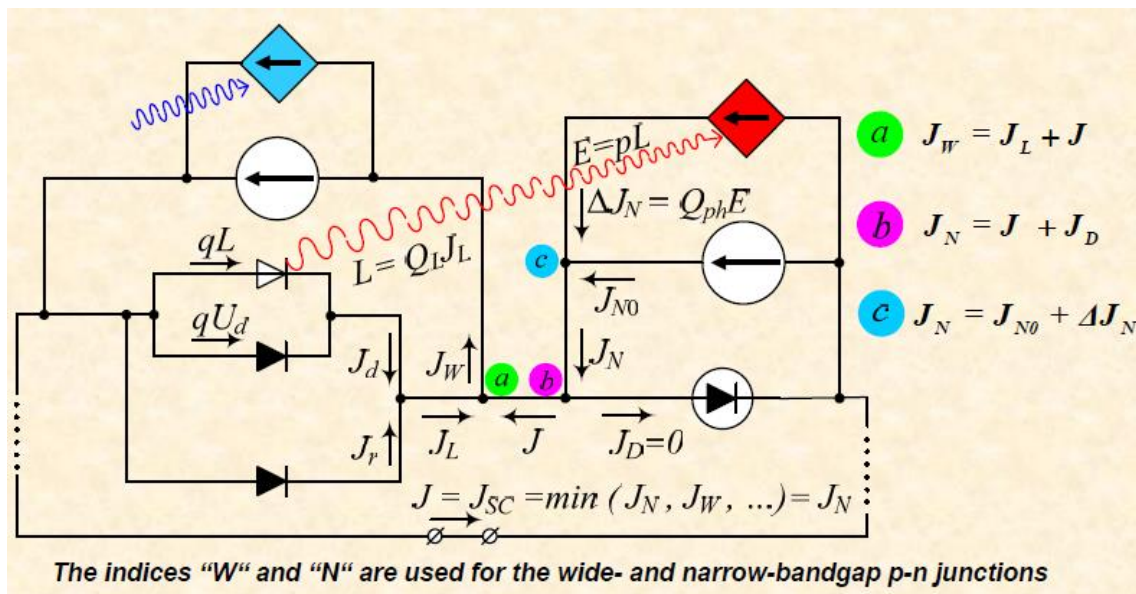 E=pL
a J_W = J_L + J
ΔJ_N = Q_ph E
b J_N = J + J_D
qL
L = Q_L J_L
c
J_N0
c J_N = J_N0 + ΔJ_N
qU_d
J_d
J_W
a
b
J_N
J_r
J_L
J
J_D=0
J = J_SC =min (J_N , J_W , ...)= J_N
The indices “W“ and “N“ are used for the wide- and narrow-bandgap p-n junctions